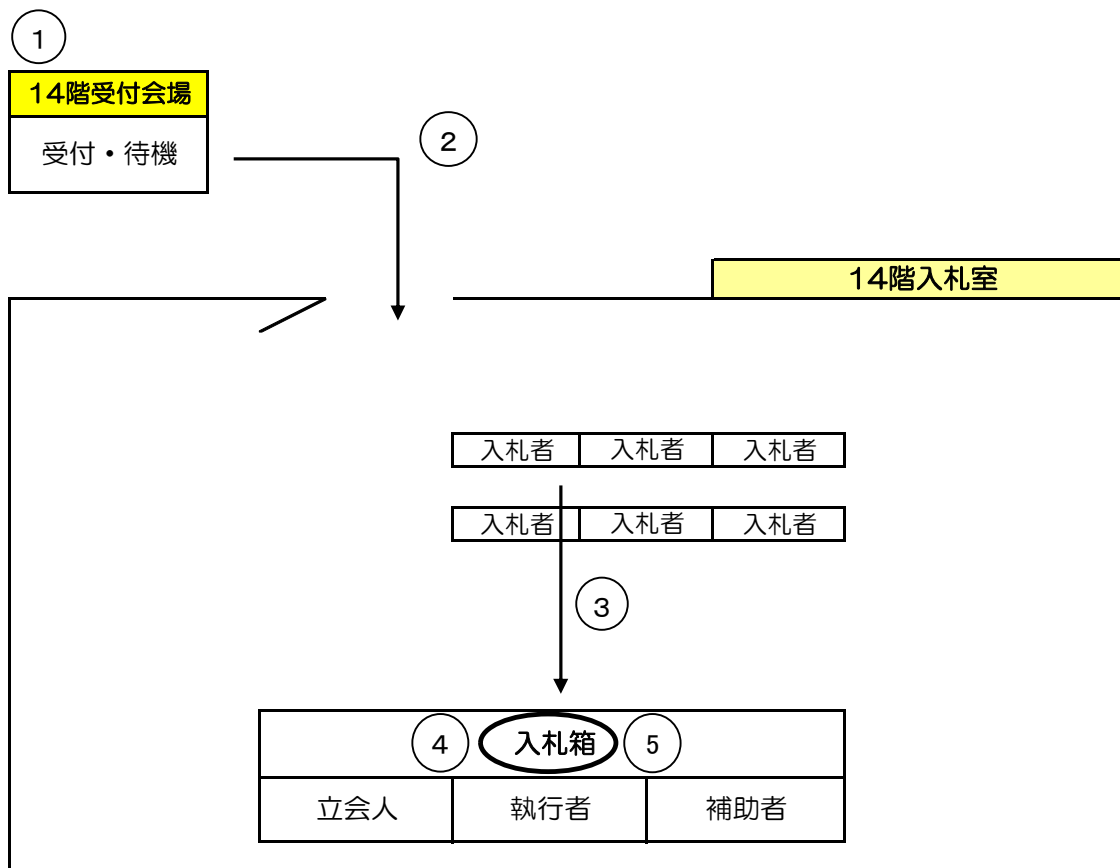 1
14階受付会場
受付・待機
2
14階入札室
入札者 入札者 入札者
入札者 入札者 入札者
3
4 入札箱 5
立会人 執行者 補助者